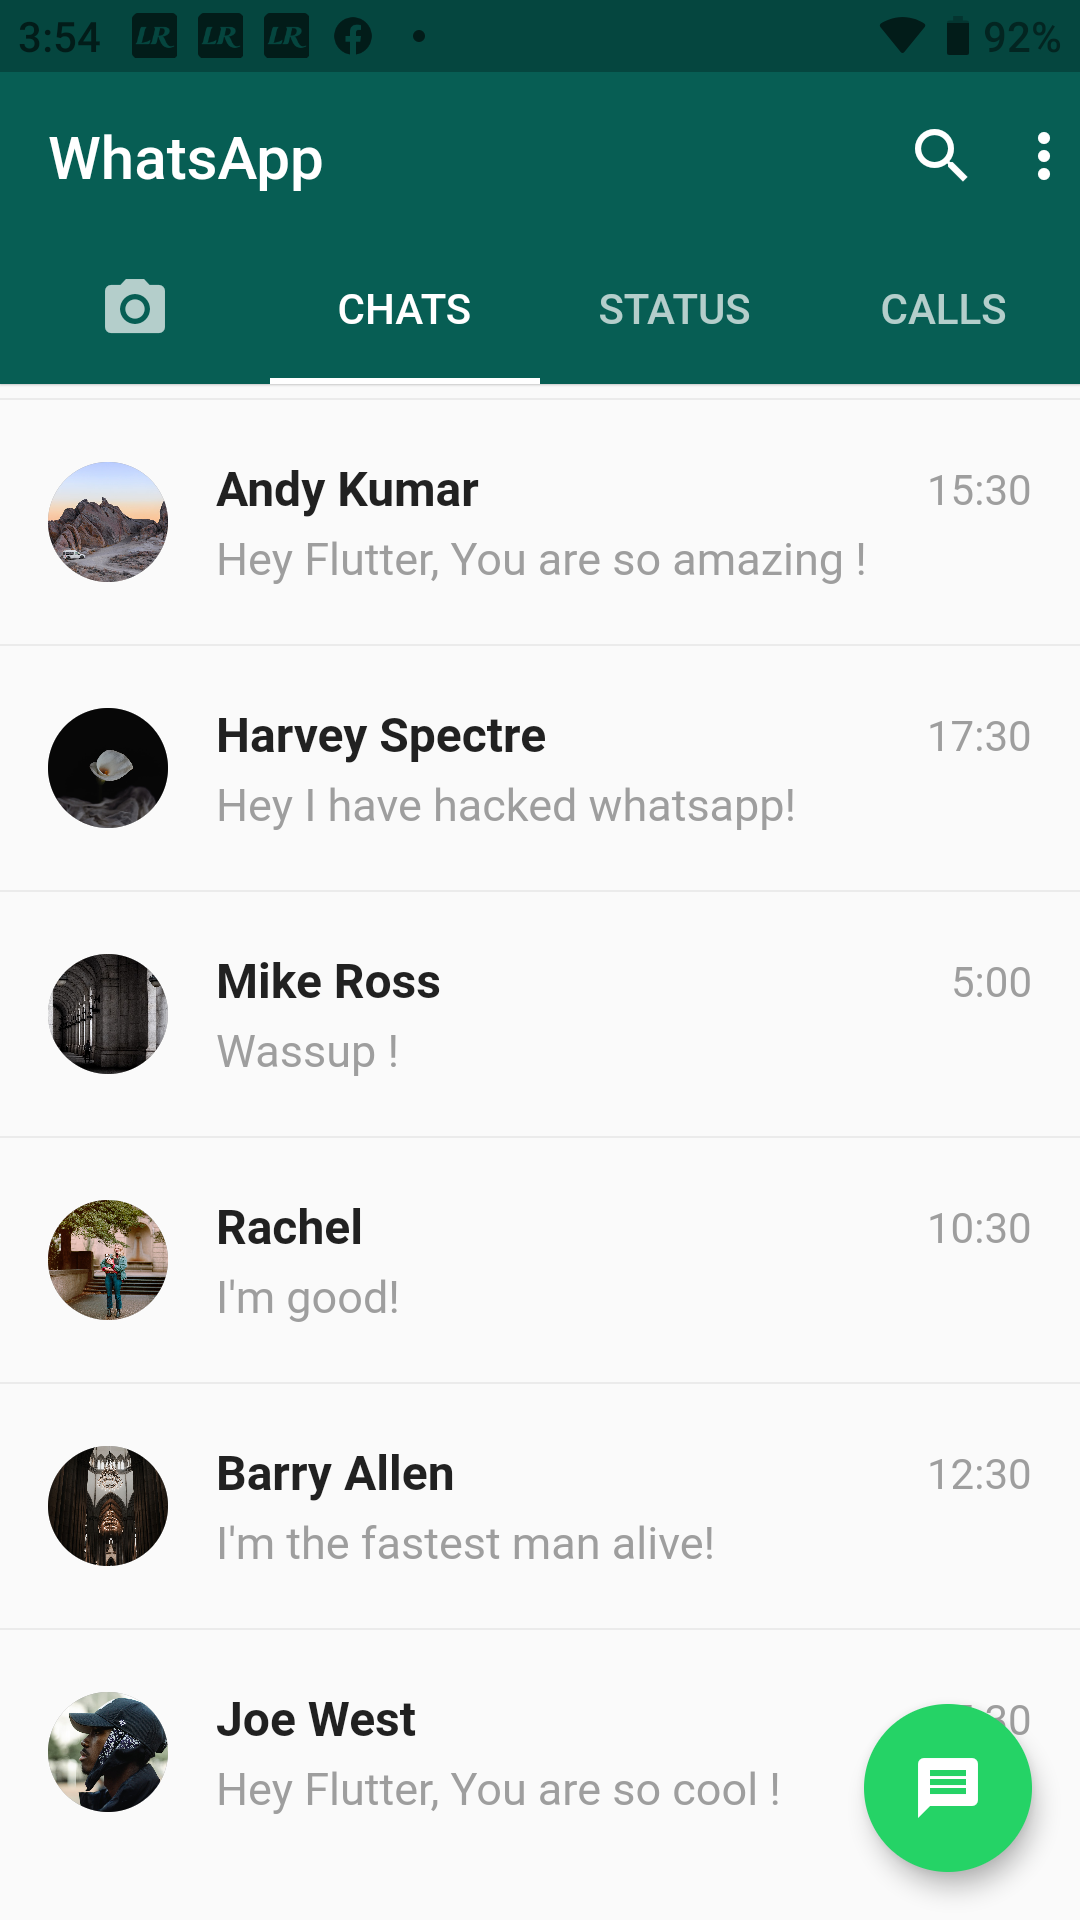 3:54 LR LR LR 92%
WhatsApp
CHATS STATUS CALLS
Andy Kumar 15:30
Hey Flutter, You are so amazing !
Harvey Spectre 17:30
Hey I have hacked whatsapp!
Mike Ross 5:00
Wassup !
Rachel 10:30
I'm good!
Barry Allen 12:30
I'm the fastest man alive!
Joe West
Hey Flutter, You are so cool !